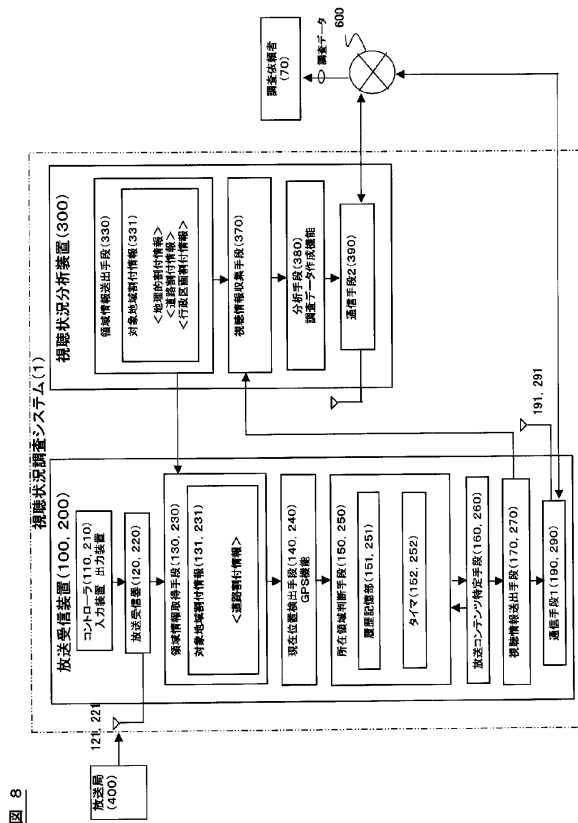 図 8
視聴状況調査システム(1)
放送局
(400)
121, 221
放送受信装置(100, 200)
コントローラ(110, 210)
入力装置 出力装置
放送受信器(120, 220)
領域情報取得手段(130, 230)
対象地域割付情報(131, 231)
<道路割付情報>
現在位置検出手段(140, 240)
GPS機能
所在領域判断手段(150, 250)
履歴記憶部(151, 251)
タイマ(152, 252)
放送コンテンツ特定手段(160, 260)
視聴情報送出手段(170, 270)
通信手段1(190, 290)
191, 291
視聴状況分析装置(300)
領域情報送出手段(330)
対象地域割付情報(331)
<地理的割付情報>
<道路割付情報>
<行政区画割付情報>
視聴情報収集手段(370)
分析手段(380)
調査データ作成機能
通信手段2(390)
調査依頼者
(70)
調査データ
600